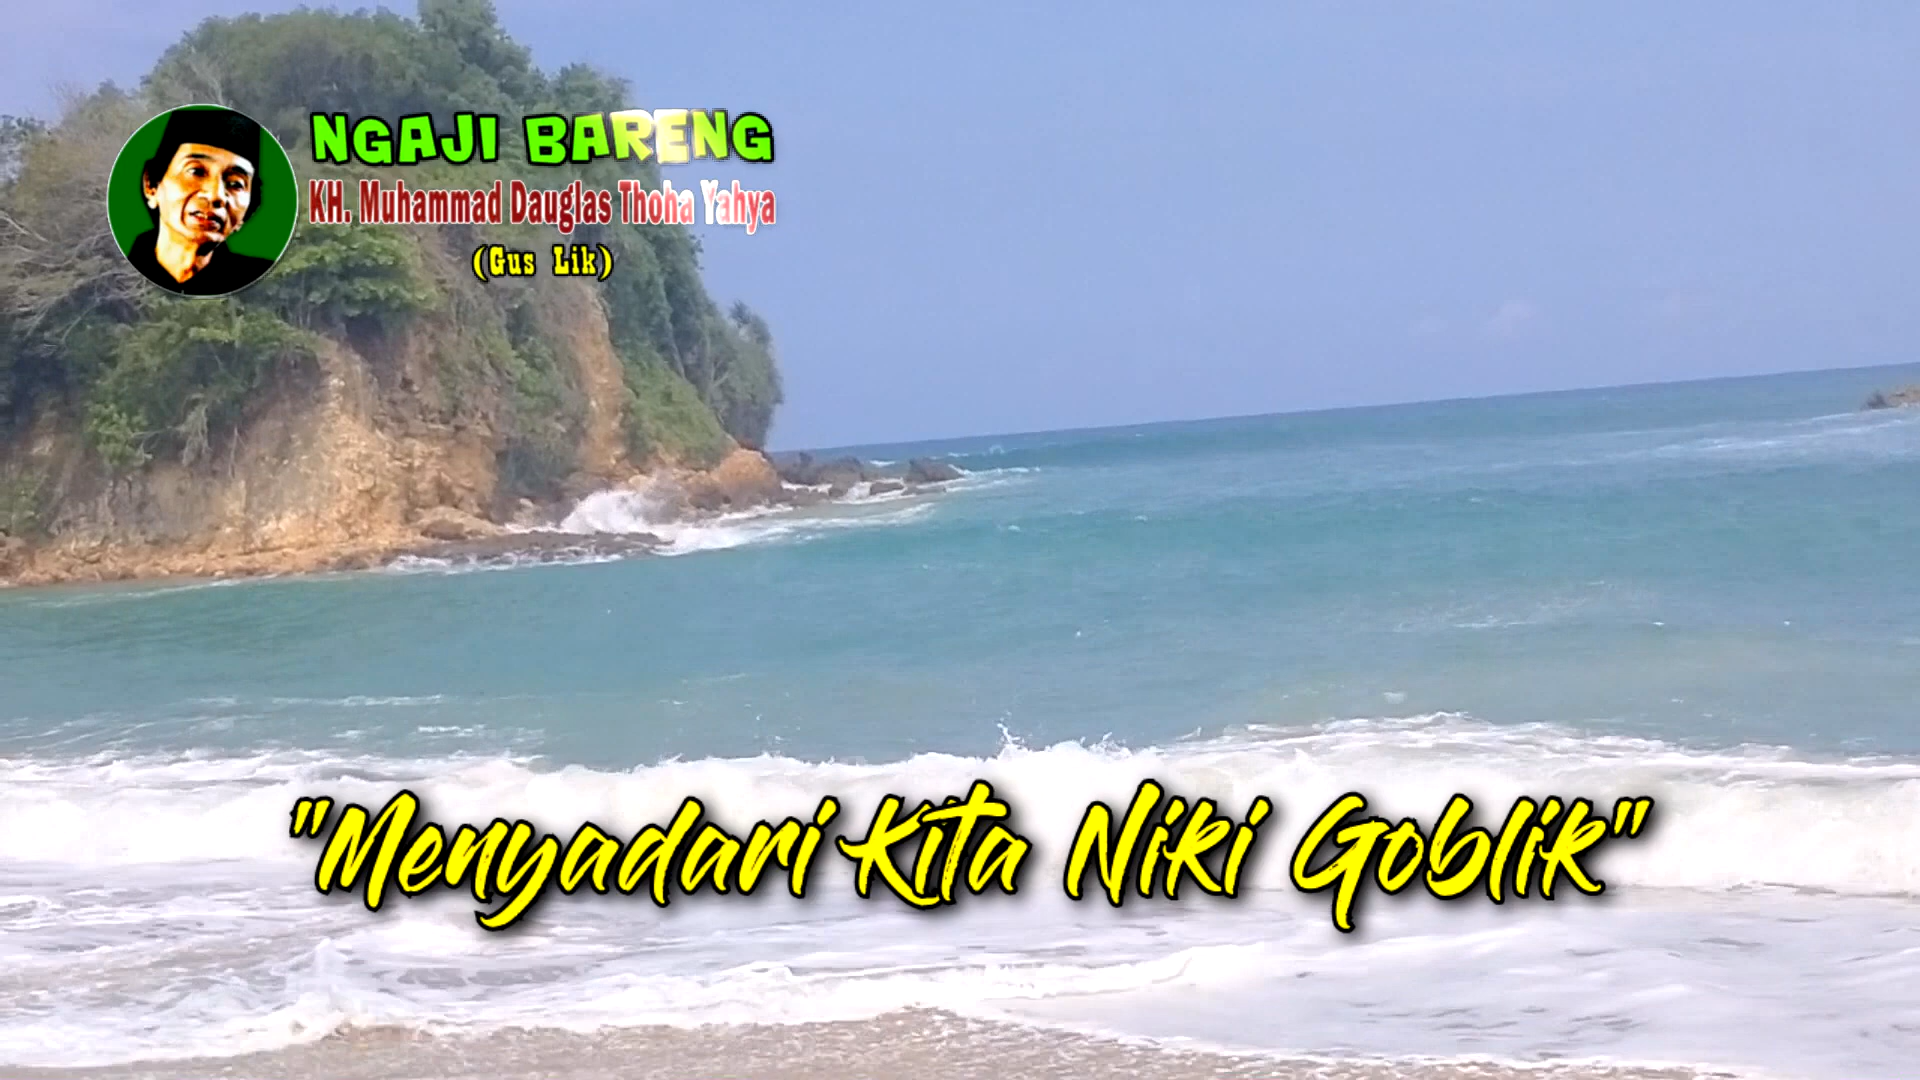 NGAJI BARENG
KH. Muhammad Dauglas Thoha Yahya
(Gus Lik)
"Menyadari Kita Niki Goblik"